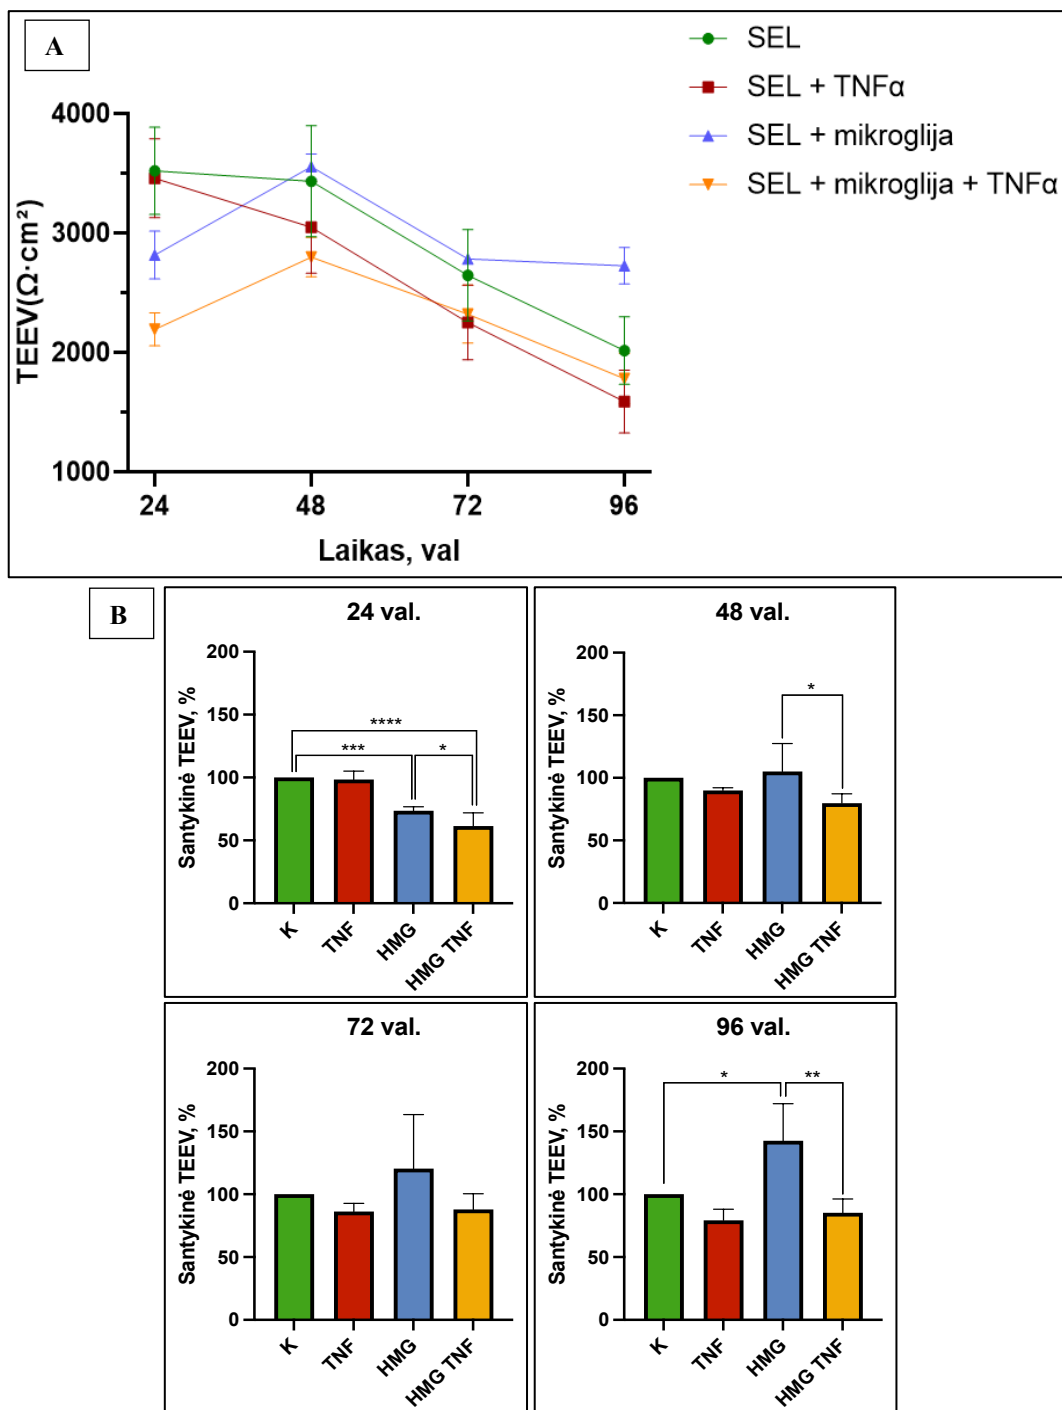 A
SEL
SEL + TNFα
SEL + mikroglija
SEL + mikroglija + TNFα
TEEV(Ω·cm²)
4000
3000
2000
1000
24
48
72
96
Laikas, val
B
24 val.
Santykinė TEEV, %
200
150
100
50
0
****
***
*
K
TNF
HMG
HMG TNF
48 val.
Santykinė TEEV, %
200
150
100
50
0
*
K
TNF
HMG
HMG TNF
72 val.
Santykinė TEEV, %
200
150
100
50
0
K
TNF
HMG
HMG TNF
96 val.
Santykinė TEEV, %
200
150
100
50
0
*
**
K
TNF
HMG
HMG TNF